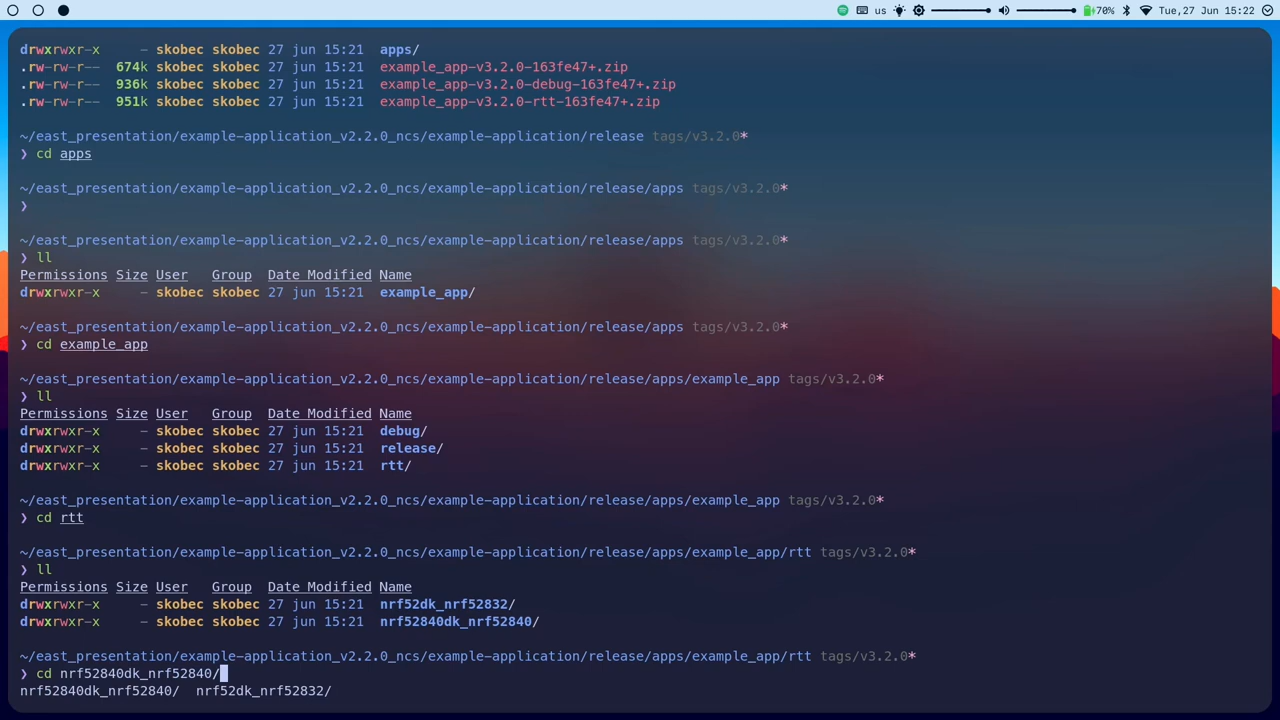 us 70% Tue,27 Jun 15:22
drwxrwxr-x - skobec skobec 27 jun 15:21 apps/
.rw-rw-r-- 674k skobec skobec 27 jun 15:21 example_app-v3.2.0-163fe47+.zip
.rw-rw-r-- 936k skobec skobec 27 jun 15:21 example_app-v3.2.0-debug-163fe47+.zip
.rw-rw-r-- 951k skobec skobec 27 jun 15:21 example_app-v3.2.0-rtt-163fe47+.zip
~/east_presentation/example-application_v2.2.0_ncs/example-application/release tags/v3.2.0*
❯ cd apps
~/east_presentation/example-application_v2.2.0_ncs/example-application/release/apps tags/v3.2.0*
❯
~/east_presentation/example-application_v2.2.0_ncs/example-application/release/apps tags/v3.2.0*
❯ ll
Permissions Size User Group Date Modified Name
drwxrwxr-x - skobec skobec 27 jun 15:21 example_app/
~/east_presentation/example-application_v2.2.0_ncs/example-application/release/apps tags/v3.2.0*
❯ cd example_app
~/east_presentation/example-application_v2.2.0_ncs/example-application/release/apps/example_app tags/v3.2.0*
❯ ll
Permissions Size User Group Date Modified Name
drwxrwxr-x - skobec skobec 27 jun 15:21 debug/
drwxrwxr-x - skobec skobec 27 jun 15:21 release/
drwxrwxr-x - skobec skobec 27 jun 15:21 rtt/
~/east_presentation/example-application_v2.2.0_ncs/example-application/release/apps/example_app tags/v3.2.0*
❯ cd rtt
~/east_presentation/example-application_v2.2.0_ncs/example-application/release/apps/example_app/rtt tags/v3.2.0*
❯ ll
Permissions Size User Group Date Modified Name
drwxrwxr-x - skobec skobec 27 jun 15:21 nrf52dk_nrf52832/
drwxrwxr-x - skobec skobec 27 jun 15:21 nrf52840dk_nrf52840/
~/east_presentation/example-application_v2.2.0_ncs/example-application/release/apps/example_app/rtt tags/v3.2.0*
❯ cd nrf52840dk_nrf52840/
nrf52840dk_nrf52840/ nrf52dk_nrf52832/